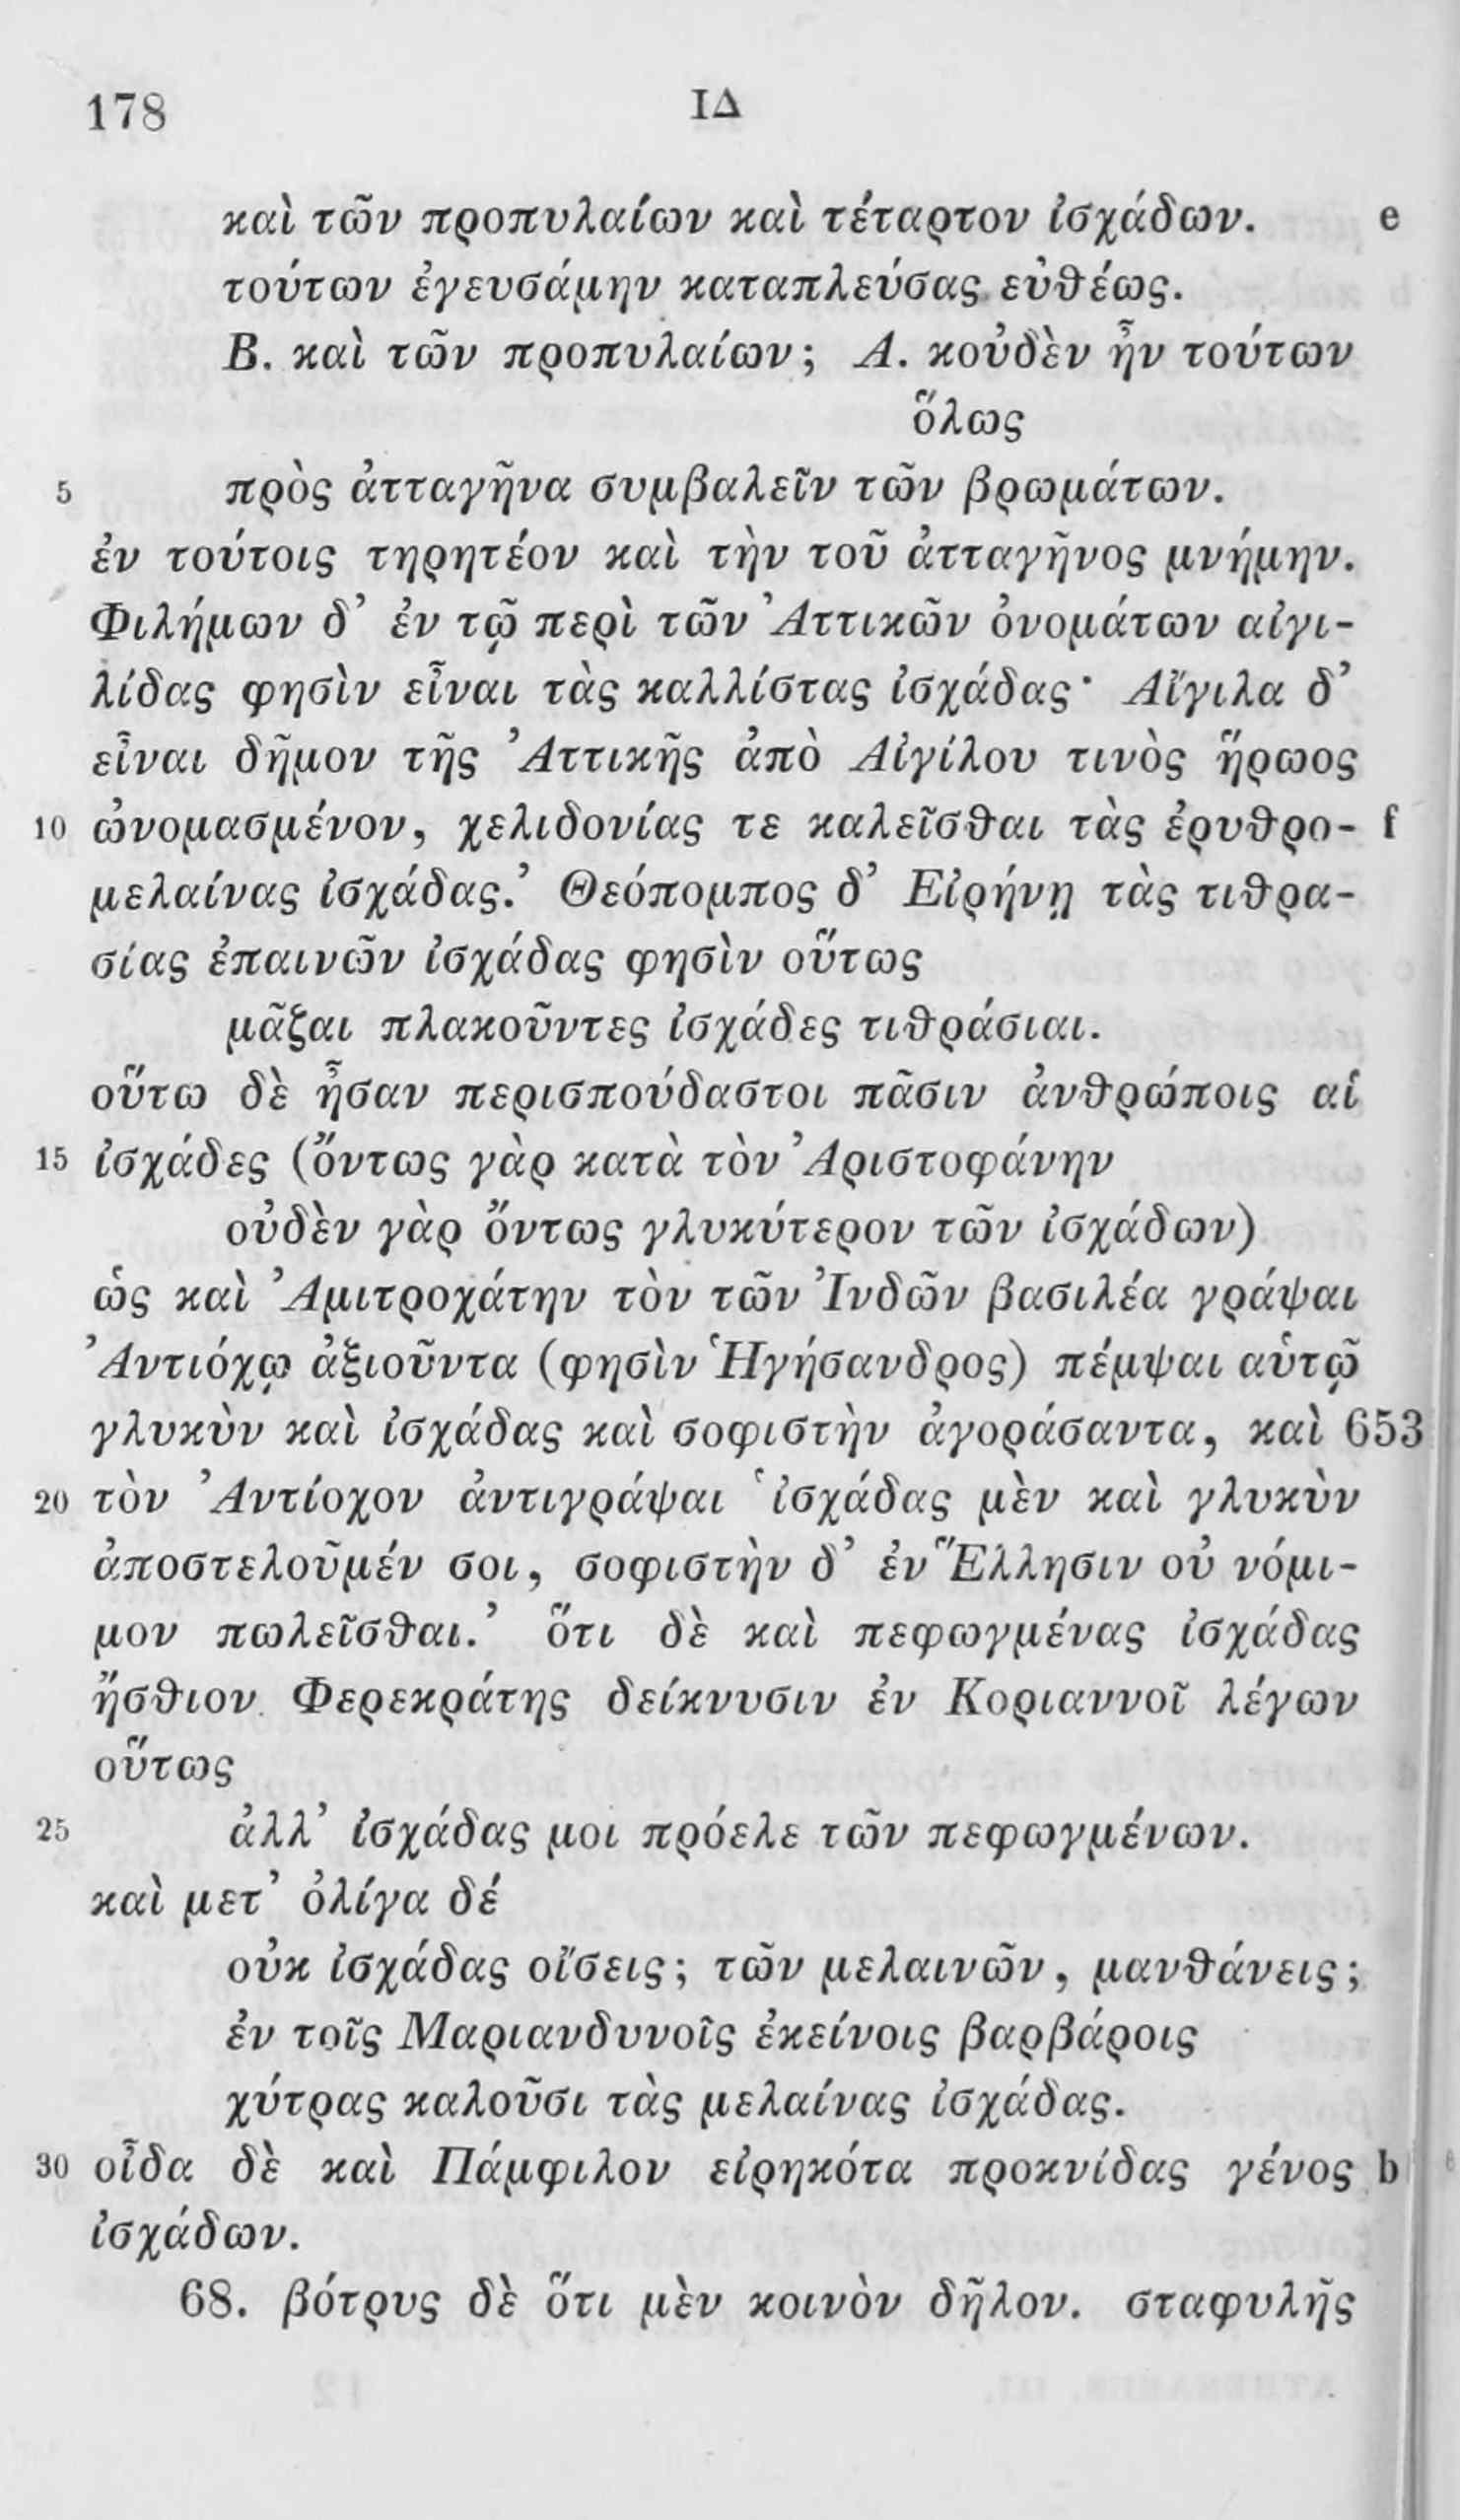 178 ΙΔ
καὶ τῶν προπυλαίων καὶ τέταρτον ἰσχάδων. e
τούτων ἐγευσάμην καταπλεύσας εὐθέως.
Β. καὶ τῶν προπυλαίων; Α. κοὐδὲν ἦν τούτων
ὅλως
5 πρὸς ἀτταγῆνα συμβαλεῖν τῶν βρωμάτων.
ἐν τούτοις τηρητέον καὶ τὴν τοῦ ἀτταγῆνος μνήμην.
Φιλήμων δ’ ἐν τῷ περὶ τῶν Ἀττικῶν ὀνομάτων αἰγι-
λίδας φησὶν εἶναι τὰς καλλίστας ἰσχάδας· Αἴγιλα δ’
εἶναι δῆμον τῆς Ἀττικῆς ἀπὸ Αἰγίλου τινὸς ἥρωος
10 ὠνομασμένον, χελιδονίας τε καλεῖσθαι τὰς ἐρυθρο- f
μελαίνας ἰσχάδας.’ Θεόπομπος δ’ Εἰρήνῃ τὰς τιθρα-
σίας ἐπαινῶν ἰσχάδας φησὶν οὕτως
μᾶζαι πλακοῦντες ἰσχάδες τιθράσιαι.
οὕτω δὲ ἦσαν περισπούδαστοι πᾶσιν ἀνθρώποις αἱ
15 ἰσχάδες (ὄντως γὰρ κατὰ τὸν Ἀριστοφάνην
οὐδὲν γὰρ ὄντως γλυκύτερον τῶν ἰσχάδων)
ὡς καὶ Ἀμιτροχάτην τὸν τῶν Ἰνδῶν βασιλέα γράψαι
Ἀντιόχῳ ἀξιοῦντα (φησὶν Ἡγήσανδρος) πέμψαι αὑτῷ
γλυκὺν καὶ ἰσχάδας καὶ σοφιστὴν ἀγοράσαντα, καὶ 653
20 τὸν Ἀντίοχον ἀντιγράψαι ‘ἰσχάδας μὲν καὶ γλυκὺν
ἀποστελοῦμέν σοι, σοφιστὴν δ’ ἐν Ἕλλησιν οὐ νόμι-
μον πωλεῖσθαι.’ ὅτι δὲ καὶ πεφωγμένας ἰσχάδας
ἤσθιον Φερεκράτης δείκνυσιν ἐν Κοριαννοῖ λέγων
οὕτως
25 ἀλλ’ ἰσχάδας μοι πρόελε τῶν πεφωγμένων.
καὶ μετ’ ὀλίγα δέ
οὐκ ἰσχάδας οἴσεις; τῶν μελαινῶν, μανθάνεις;
ἐν τοῖς Μαριανδυνοῖς ἐκείνοις βαρβάροις
χύτρας καλοῦσι τὰς μελαίνας ἰσχάδας.
30 οἶδα δὲ καὶ Πάμφιλον εἰρηκότα προκνίδας γένος b
ἰσχάδων.
68. βότρυς δὲ ὅτι μὲν κοινὸν δῆλον. σταφυλῆς